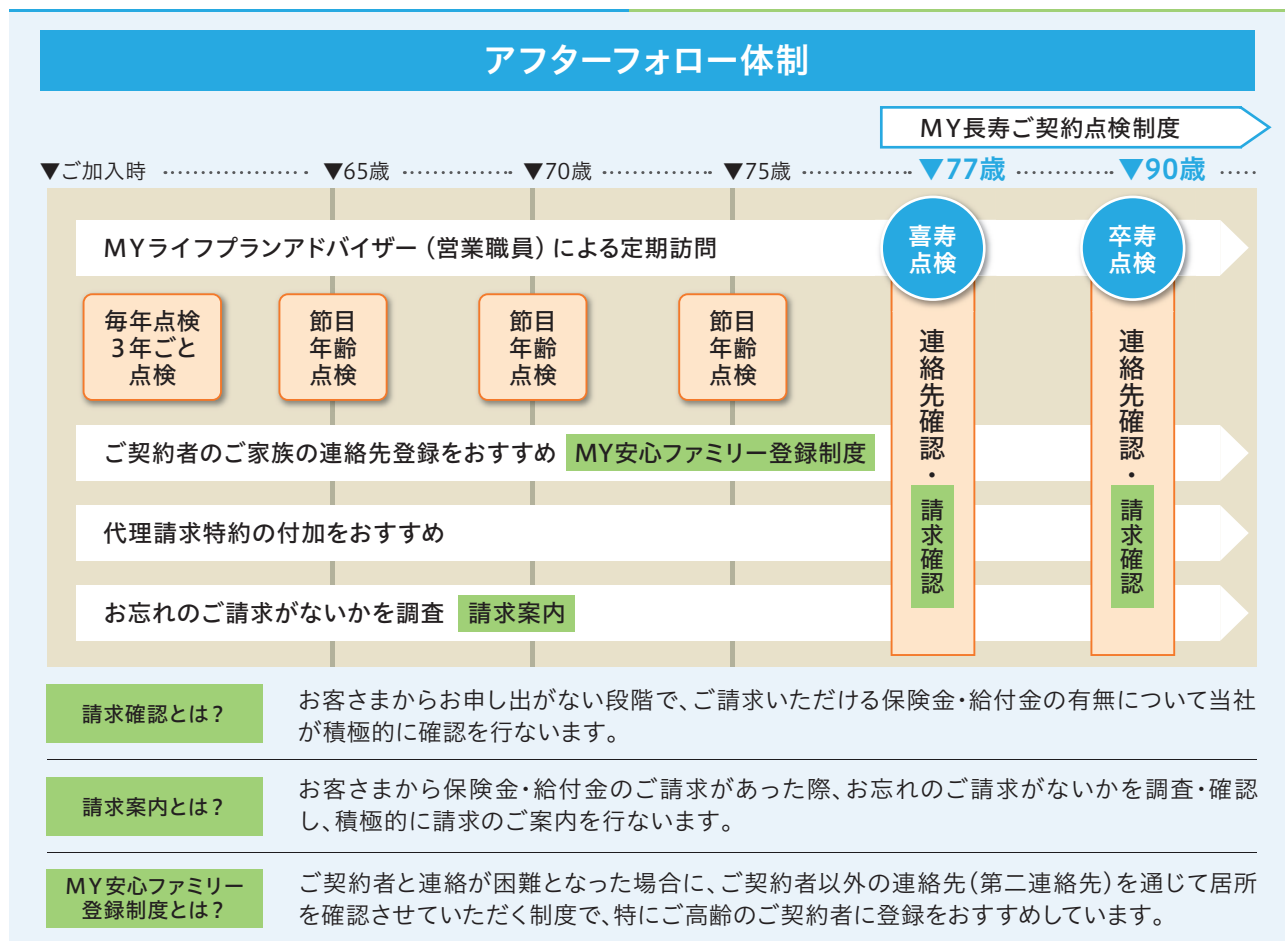 アフターフォロー体制
MY長寿ご契約点検制度
▼ご加入時 ▼65歳 ▼70歳 ▼75歳 ▼77歳 ▼90歳
MYライフプランアドバイザー（営業職員）による定期訪問
喜寿
点検
卒寿
点検
毎年点検
3年ごと
点検
節目
年齢
点検
節目
年齢
点検
節目
年齢
点検
連絡先確認・請求確認
連絡先確認・請求確認
ご契約者のご家族の連絡先登録をおすすめ MY安心ファミリー登録制度
代理請求特約の付加をおすすめ
お忘れのご請求がないかを調査 請求案内
請求確認とは？
お客さまからお申し出がない段階で、ご請求いただける保険金・給付金の有無について当社
が積極的に確認を行ないます。
請求案内とは？
お客さまから保険金・給付金のご請求があった際、お忘れのご請求がないかを調査・確認
し、積極的に請求のご案内を行ないます。
MY安心ファミリー
登録制度とは？
ご契約者と連絡が困難となった場合に、ご契約者以外の連絡先（第二連絡先）を通じて居所
を確認させていただく制度で、特にご高齢のご契約者に登録をおすすめしています。